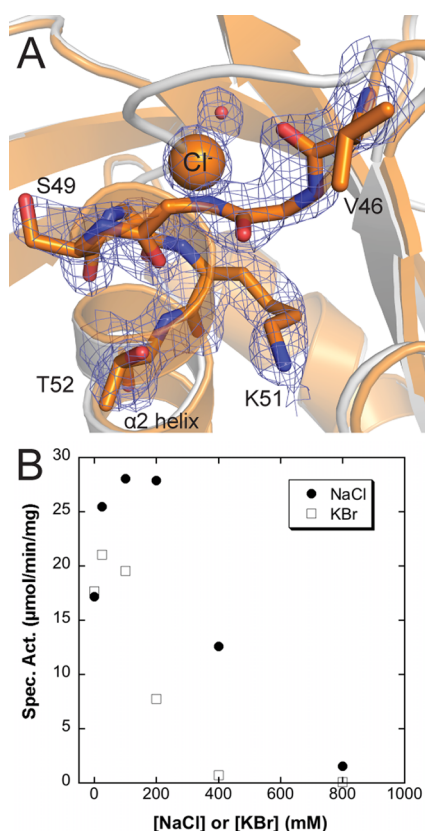 A
Cl-
S49
V46
T52
K51
α2 helix
B
30
25
20
15
10
5
0
Spec. Act. (µmol/min/mg)
NaCl
KBr
0 200 400 600 800 1000
[NaCl] or [KBr] (mM)